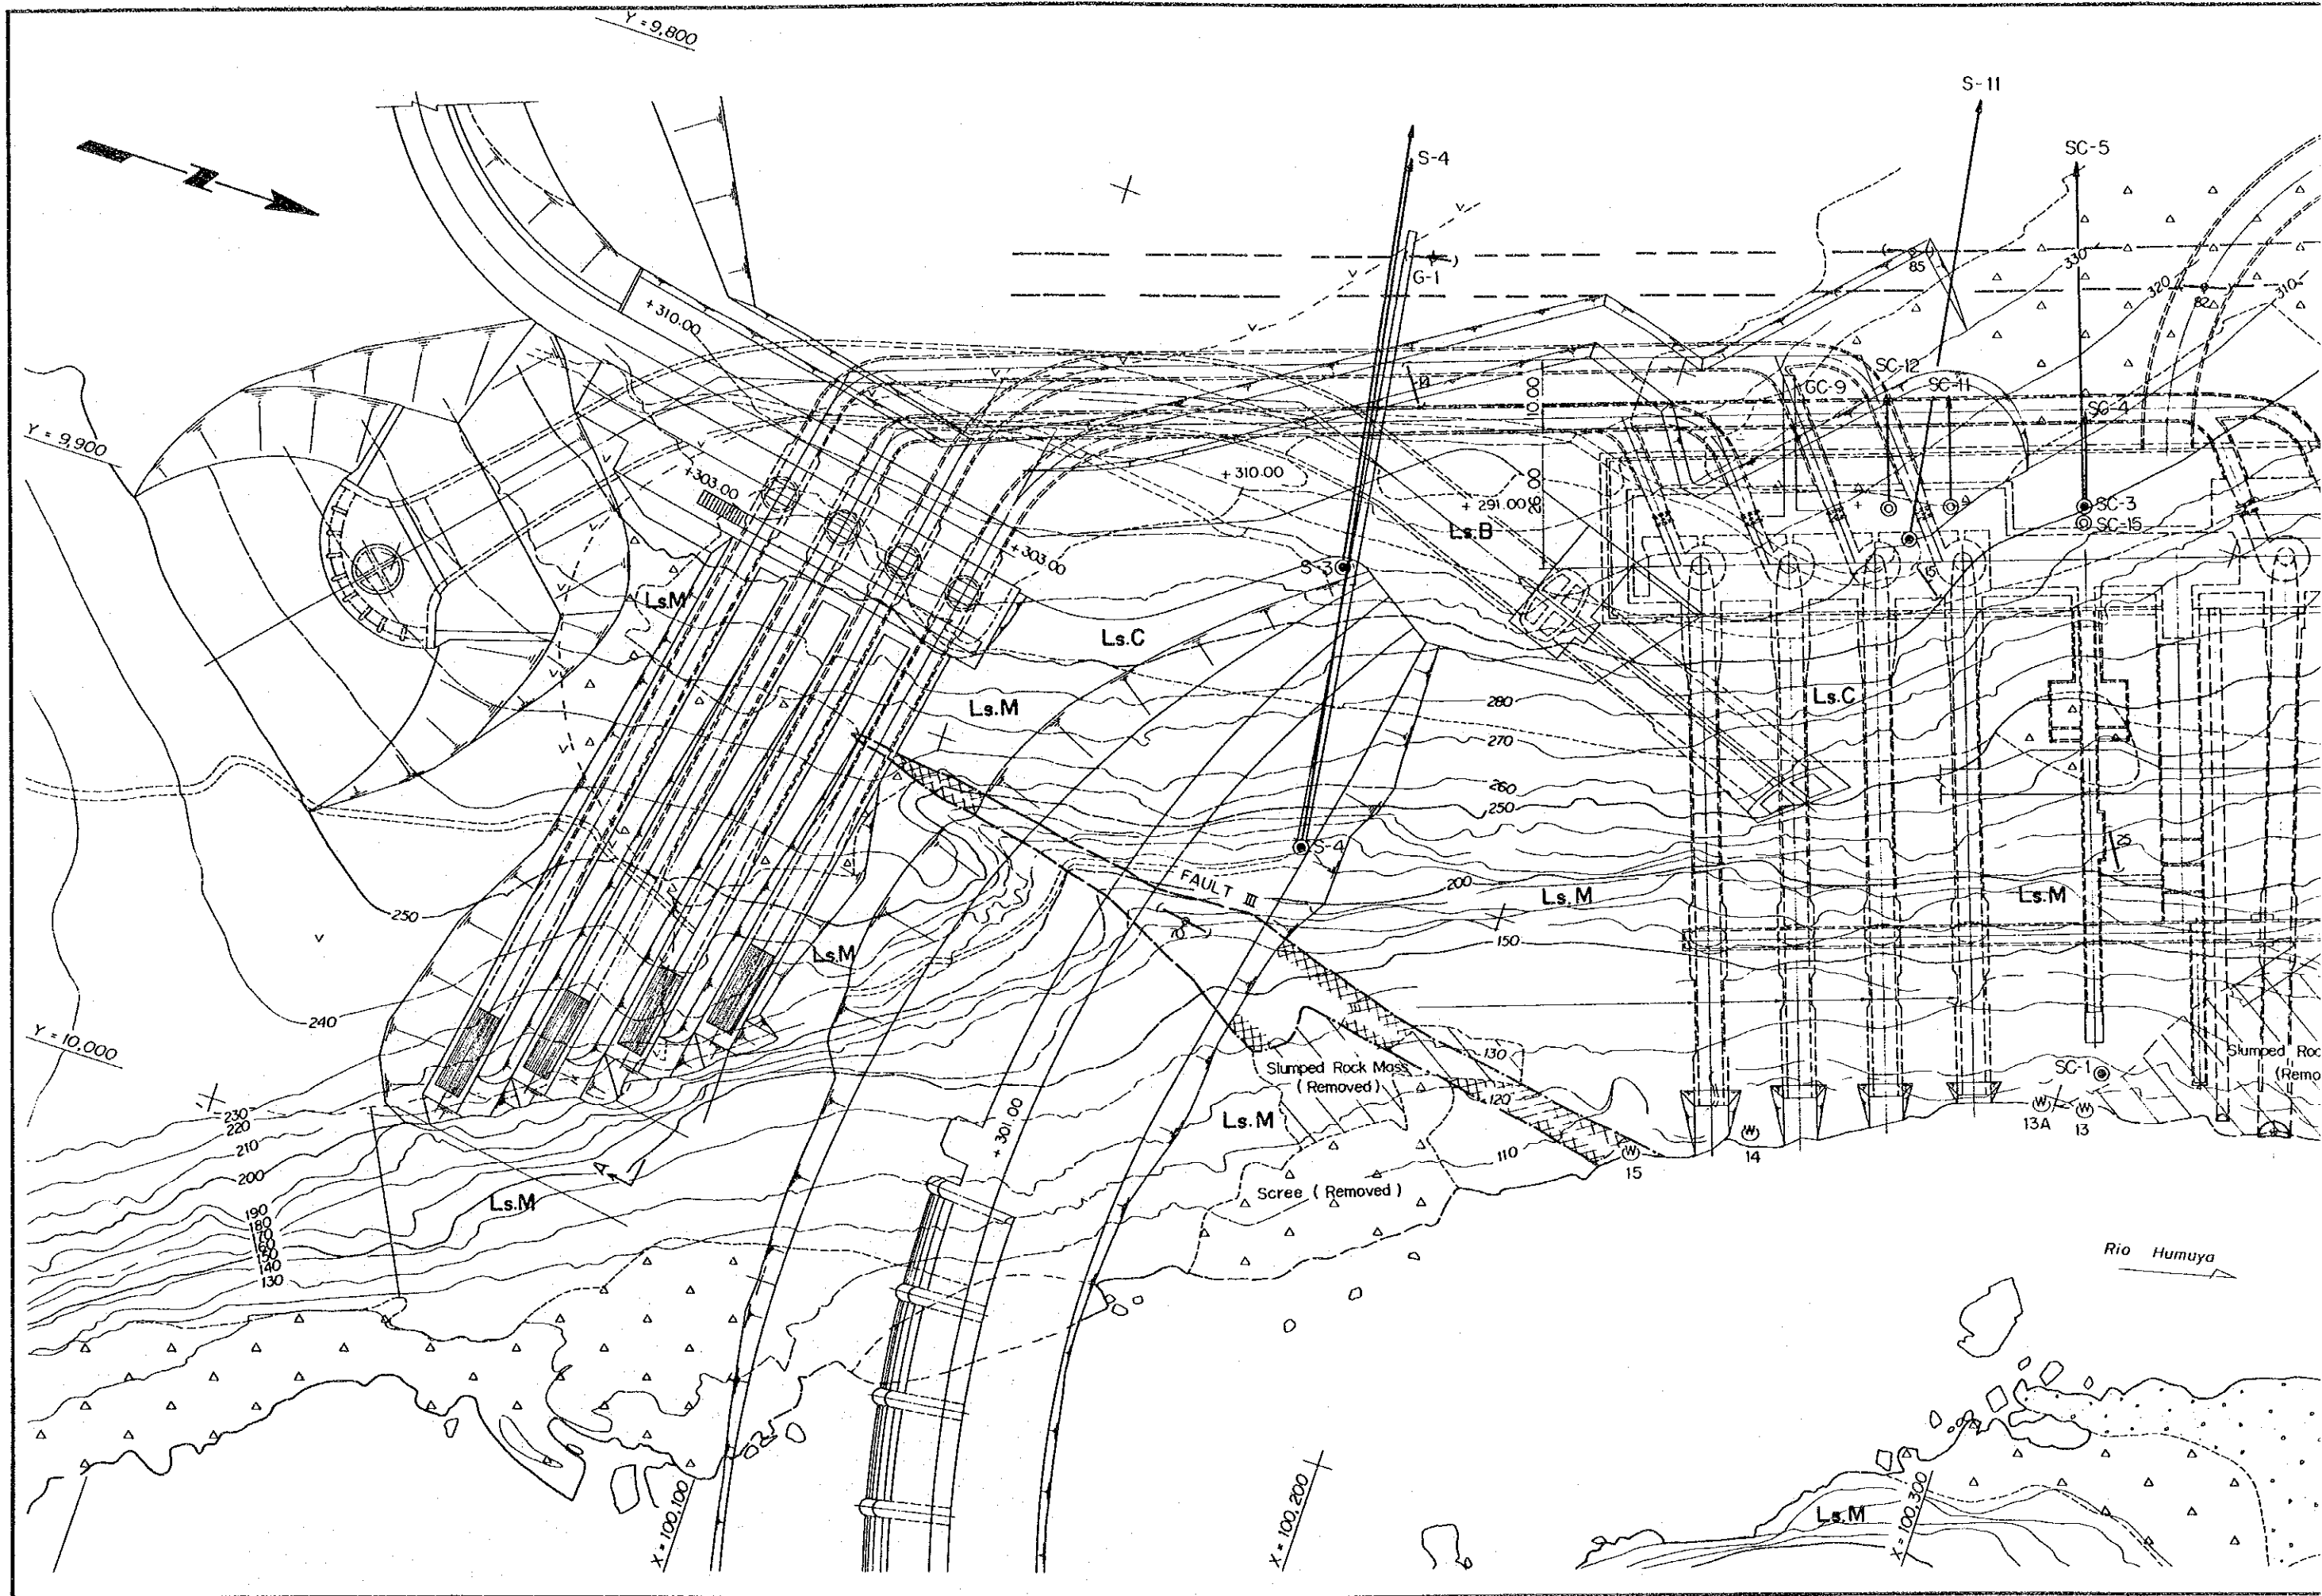 Y = 9,800
S-11
SC-5
S-4
N
G-1
85
330
320
310
82
+310.00
SC-12
GC-9
SC-11
SC-4
Y = 9,900
+303.00
+310.00
+ 291.00
Ls.B
SC-3
SC-15
+303.00
S-3
Ls.M
Ls.C
Ls.M
280
Ls.C
270
260
250
S-4
FAULT III
200
Ls.M
Ls.M
25
250
150
70
Ls.M
240
Y = 10,000
130
Slumped Rock Mass
(Removed)
Slumped Roc
(Remo
SC-1
120
230
220
210
200
+ 301.00
Ls.M
110
15
14
13A
13
W
W
W
W
A
Ls.M
Scree ( Removed )
190
180
170
160
150
140
130
Rio Humuya
X = 100,100
X = 100,200
X = 100,300
Ls.M